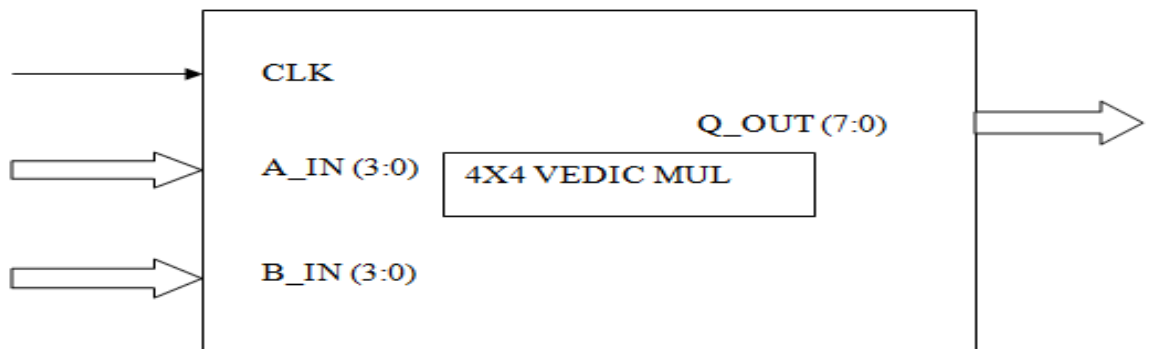 CLK
Q_OUT (7:0)
A_IN (3:0)
4X4 VEDIC MUL
B_IN (3:0)